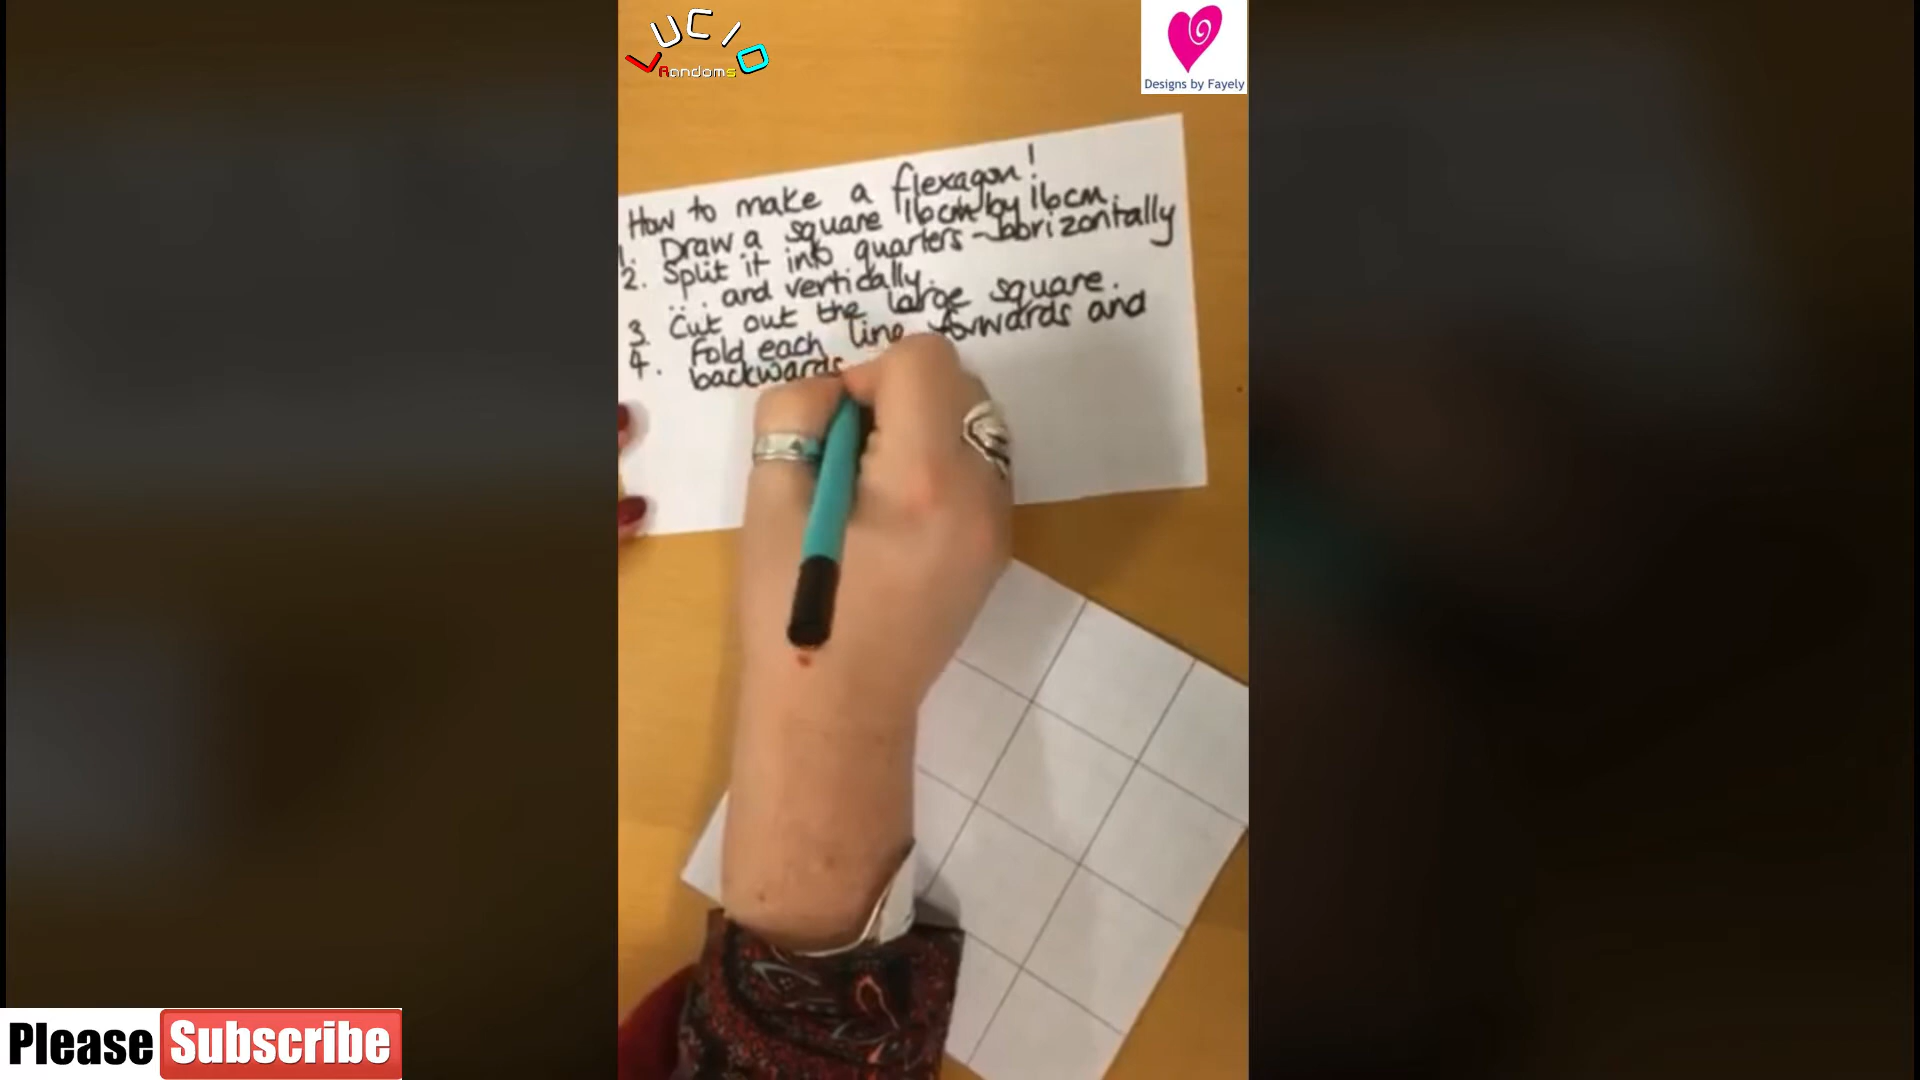 LUCIO
Randoms
Designs by Fayely
How to make a flexagon!
1. Draw a square 16cm by 16cm.
2. Split it into quarters - horizontally
... and vertically.
3. Cut out the large square.
4. Fold each line forwards and
backwards
Please Subscribe